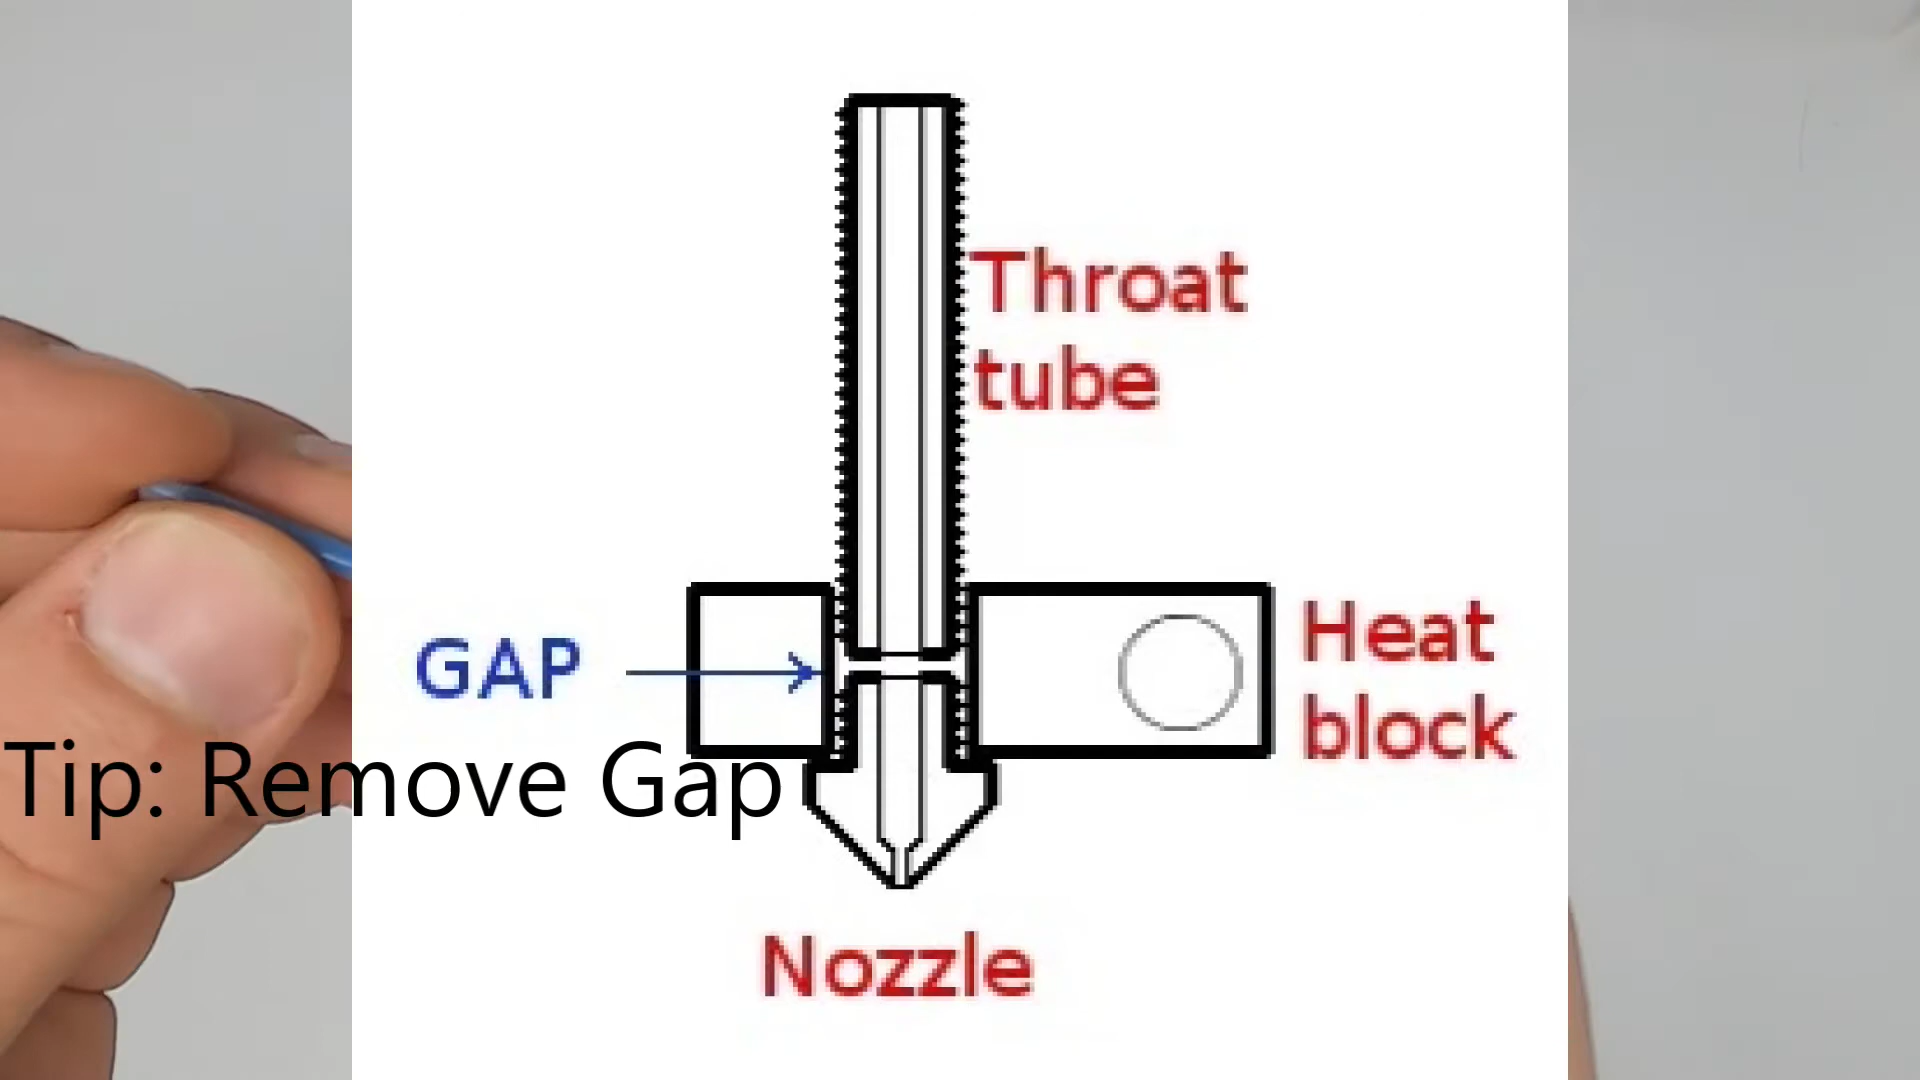 Throat
tube
GAP
Heat
block
Tip: Remove Gap
Nozzle